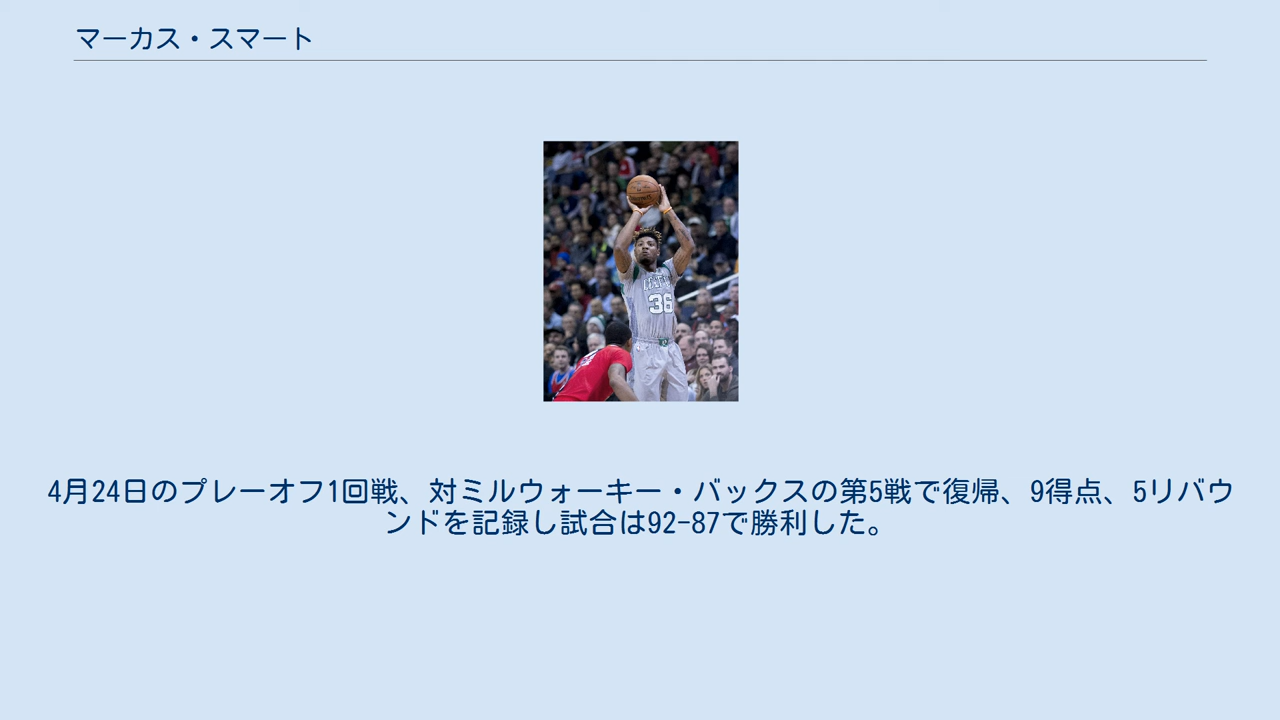 マーカス・スマート
36
4月24日のプレーオフ1回戦、対ミルウォーキー・バックスの第5戦で復帰、9得点、5リバウ
ンドを記録し試合は92-87で勝利した。